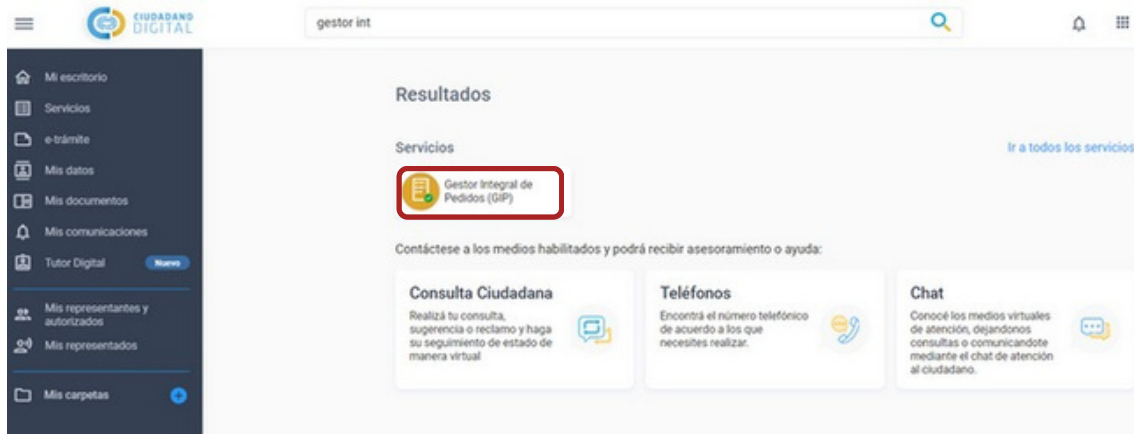 CIUDADANO
DIGITAL
gestor int
Mi escritorio
Servicios
e-trámite
Mis datos
Mis documentos
Mis comunicaciones
Tutor Digital Nuevo
Mis representantes y
autorizados
Mis representados
Mis carpetas
Resultados
Servicios
Ir a todos los servicios
Gestor Integral de
Pedidos (GIP)
Contáctese a los medios habilitados y podrá recibir asesoramiento o ayuda:
Consulta Ciudadana
Realizá tu consulta,
sugerencia o reclamo y haga
su seguimiento de estado de
manera virtual
Teléfonos
Encontrá el número telefónico
de acuerdo a los que
necesites realizar.
Chat
Conocé los medios virtuales
de atención, dejandonos
consultas o comunicandote
mediante el chat de atención
al ciudadano.